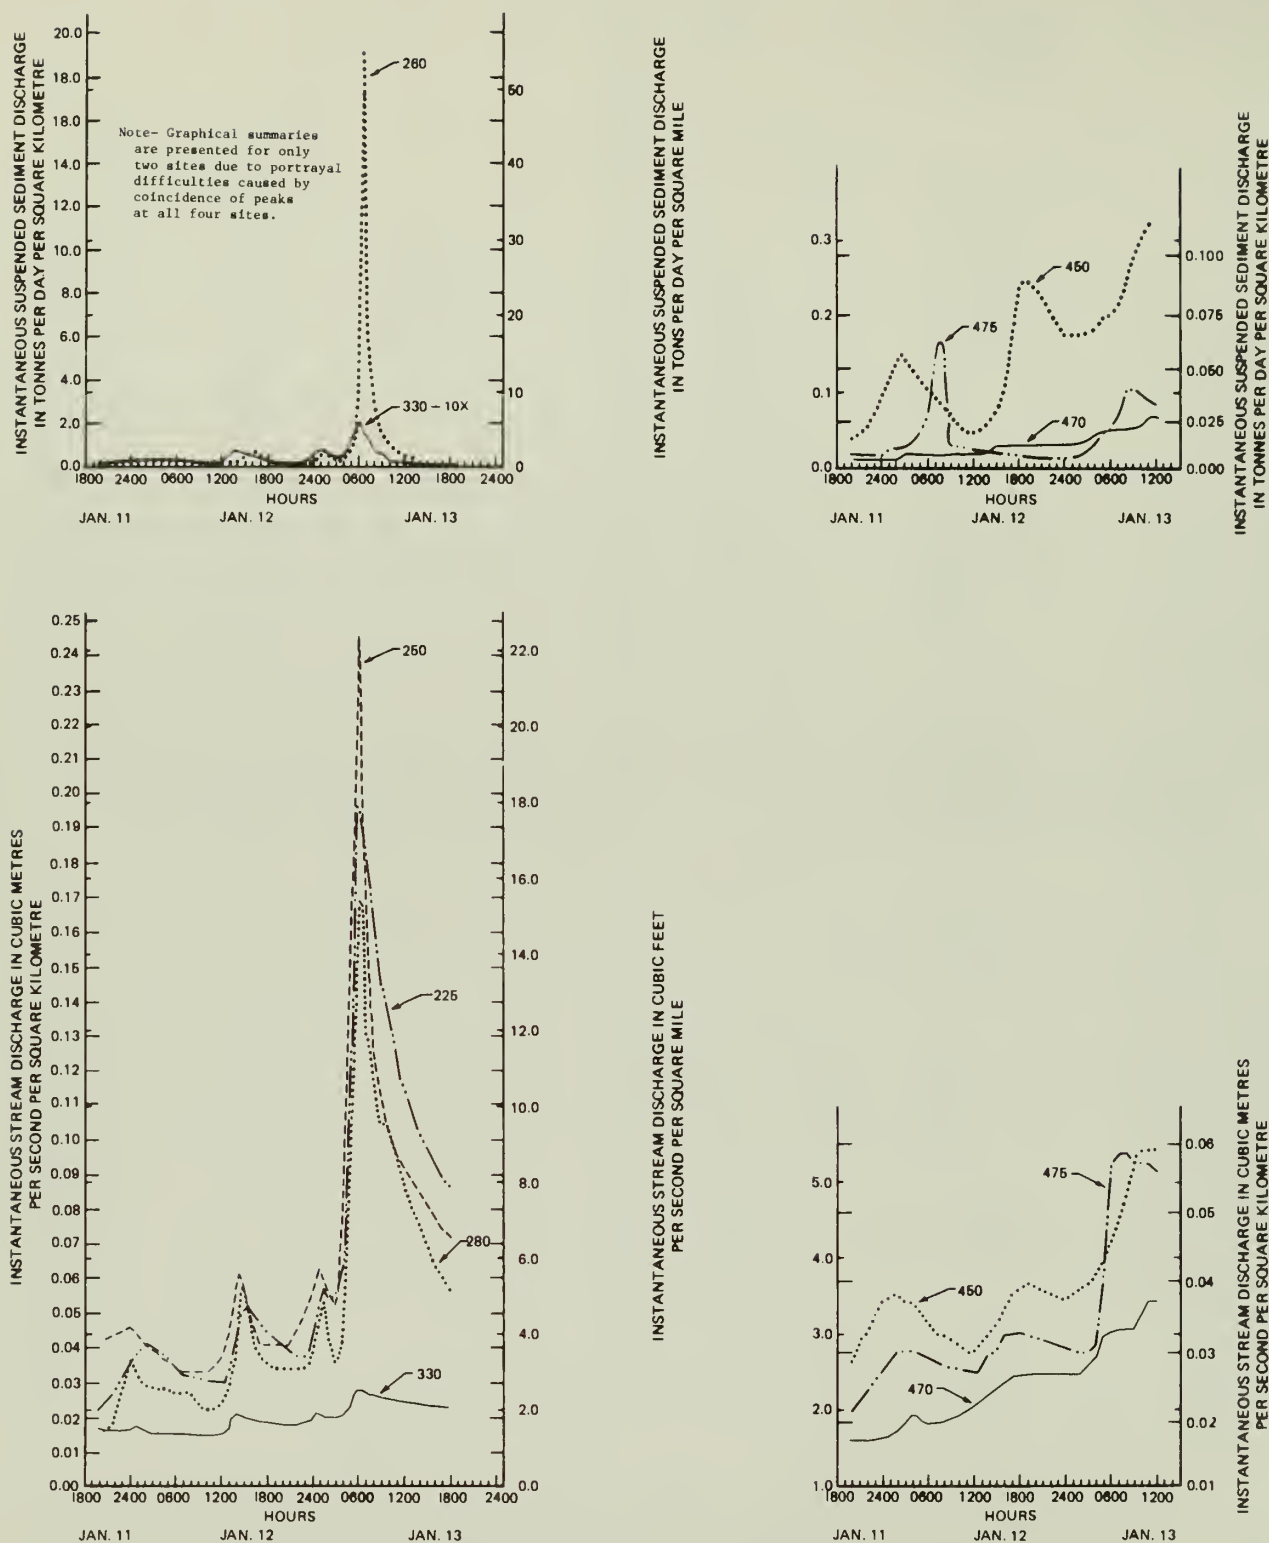 INSTANTANEOUS SUSPENDED SEDIMENT DISCHARGE
IN TONNES PER DAY PER SQUARE KILOMETRE
20.0
18.0
18.0
14.0
12.0
10.0
8.0
6.0
4.0
2.0
0.0
Note- Graphical summaries
are presented for only
two sites due to portrayal
difficulties caused by
coincidence of peaks
at all four sites.
260
330 - 10X
50
40
30
20
10
0
1800 2400 0600 1200 1800 2400 0600 1200 1800 2400
HOURS
JAN. 11 JAN. 12 JAN. 13
INSTANTANEOUS SUSPENDED SEDIMENT DISCHARGE
IN TONS PER DAY PER SQUARE MILE
0.3
0.2
0.1
0.0
450
475
470
0.100
0.075
0.050
0.025
0.000
1800 2400 0600 1200 1800 2400 0600 1200
HOURS
JAN. 11 JAN. 12 JAN. 13
INSTANTANEOUS SUSPENDED SEDIMENT DISCHARGE
IN TONNES PER DAY PER SQUARE KILOMETRE
INSTANTANEOUS STREAM DISCHARGE IN CUBIC METRES
PER SECOND PER SQUARE KILOMETRE
0.25
0.24
0.23
0.22
0.21
0.20
0.19
0.18
0.17
0.16
0.15
0.14
0.13
0.12
0.11
0.10
0.09
0.08
0.07
0.06
0.05
0.04
0.03
0.02
0.01
0.00
250
225
280
330
22.0
20.0
18.0
16.0
14.0
12.0
10.0
8.0
6.0
4.0
2.0
0.0
1800 2400 0600 1200 1800 2400 0600 1200 1800 2400
HOURS
JAN. 11 JAN. 12 JAN. 13
INSTANTANEOUS STREAM DISCHARGE IN CUBIC FEET
PER SECOND PER SQUARE MILE
5.0
4.0
3.0
2.0
1.0
475
450
470
0.06
0.05
0.04
0.03
0.02
0.01
1800 2400 0600 1200 1800 2400 0600 1200
HOURS
JAN. 11 JAN. 12 JAN. 13
INSTANTANEOUS STREAM DISCHARGE IN CUBIC METRES
PER SECOND PER SQUARE KILOMETRE